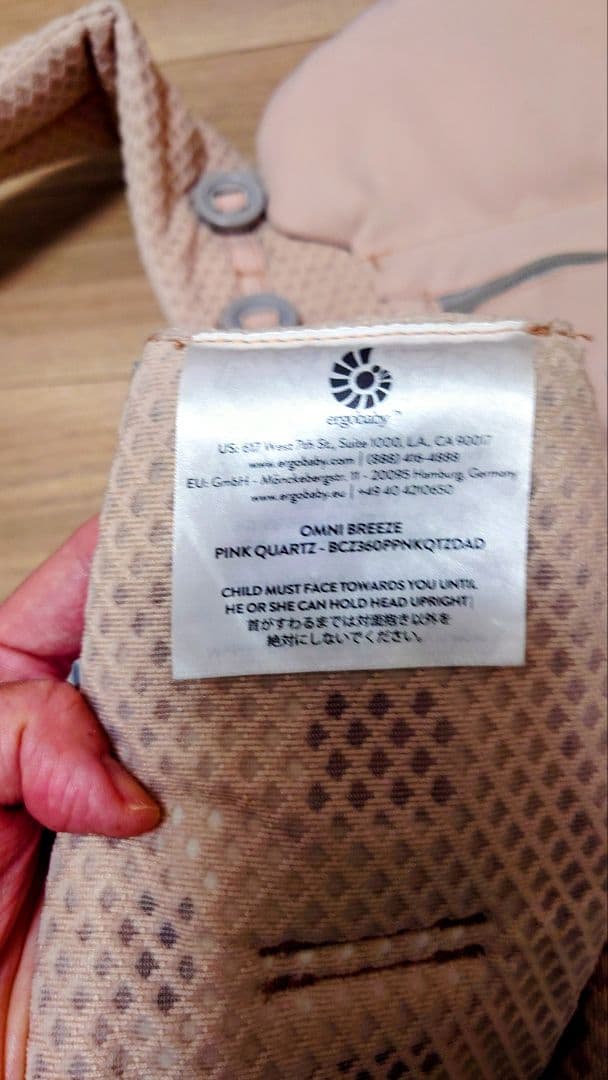 ergobaby™
US: 617 West 7th St., Suite 1000, L.A., CA 90017
www.ergobaby.com | (888) 416-4888
EU: GmbH - Mönckebergstr. 11 - 20095 Hamburg, Germany
www.ergobaby.eu | +49 40 4210650
OMNI BREEZE
PINK QUARTZ - BCZ360PPNKQTZDAD
CHILD MUST FACE TOWARDS YOU UNTIL
HE OR SHE CAN HOLD HEAD UPRIGHT |
首がすわるまでは対面抱き以外を
絶対にしないでください。